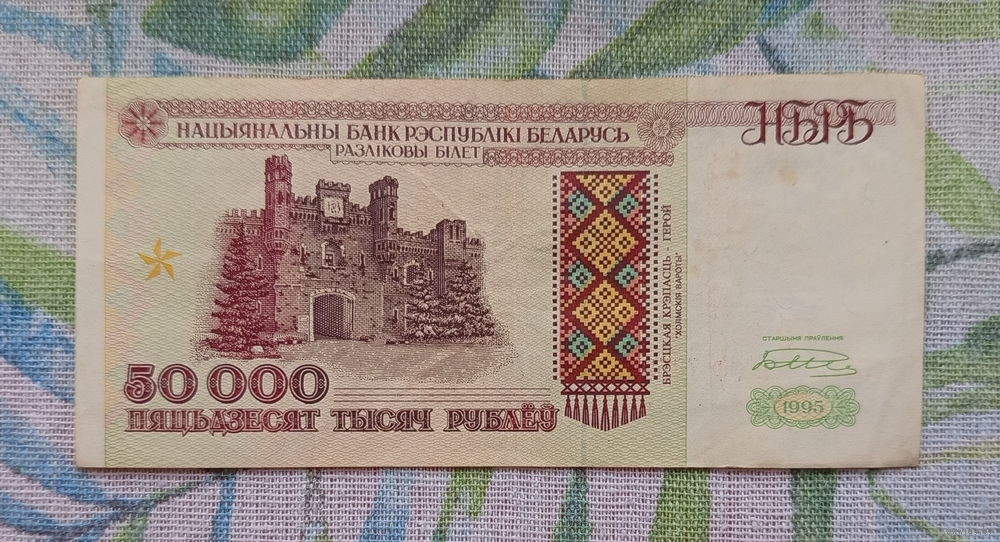 НАЦЫЯНАЛЬНЫ БАНК РЭСПУБЛІКІ БЕЛАРУСЬ
РАЗЛІКОВЫ БІЛЕТ
НБРБ
БРЭСЦКАЯ КРЭПАСЦЬ - ГЕРОЙ
"ХОЛМСКІЯ ВАРОТЫ"
50 000
ПЯЦЬДЗЕСЯТ ТЫСЯЧ РУБЛЁЎ
СТАРШЫНЯ ПРАЎЛЕННЯ
1995